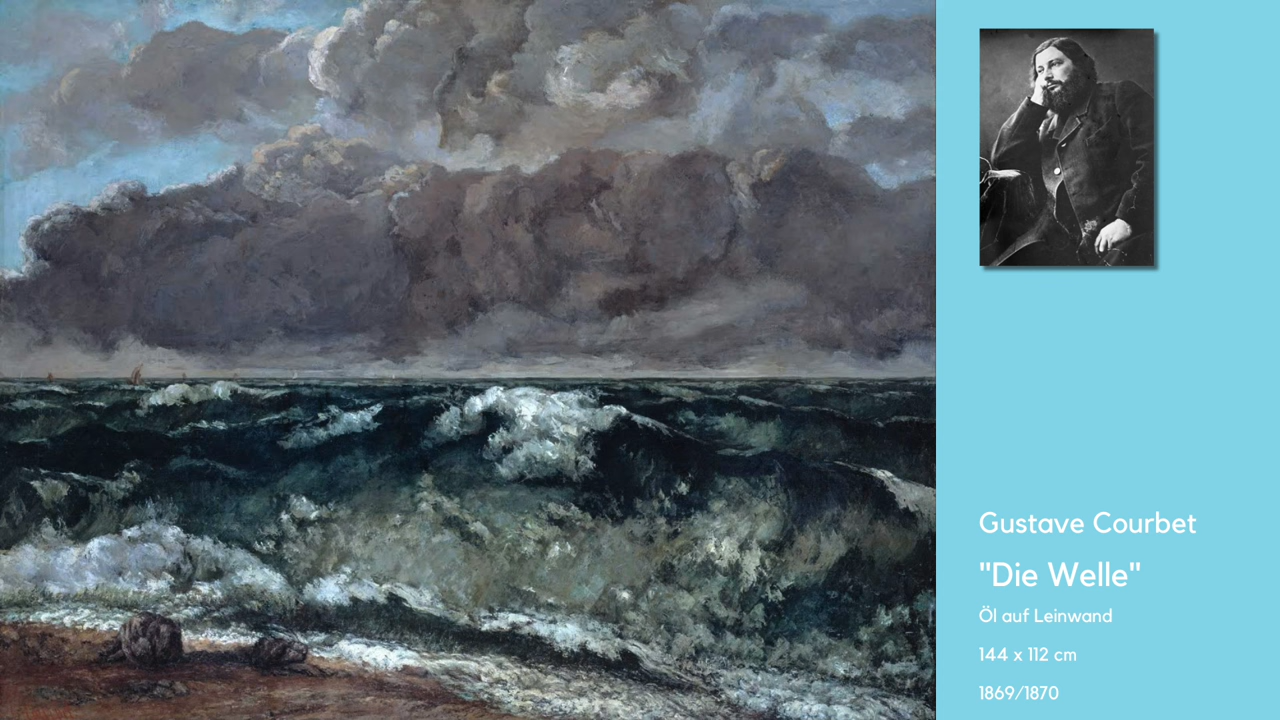 Gustave Courbet
"Die Welle"
Öl auf Leinwand
144 x 112 cm
1869/1870